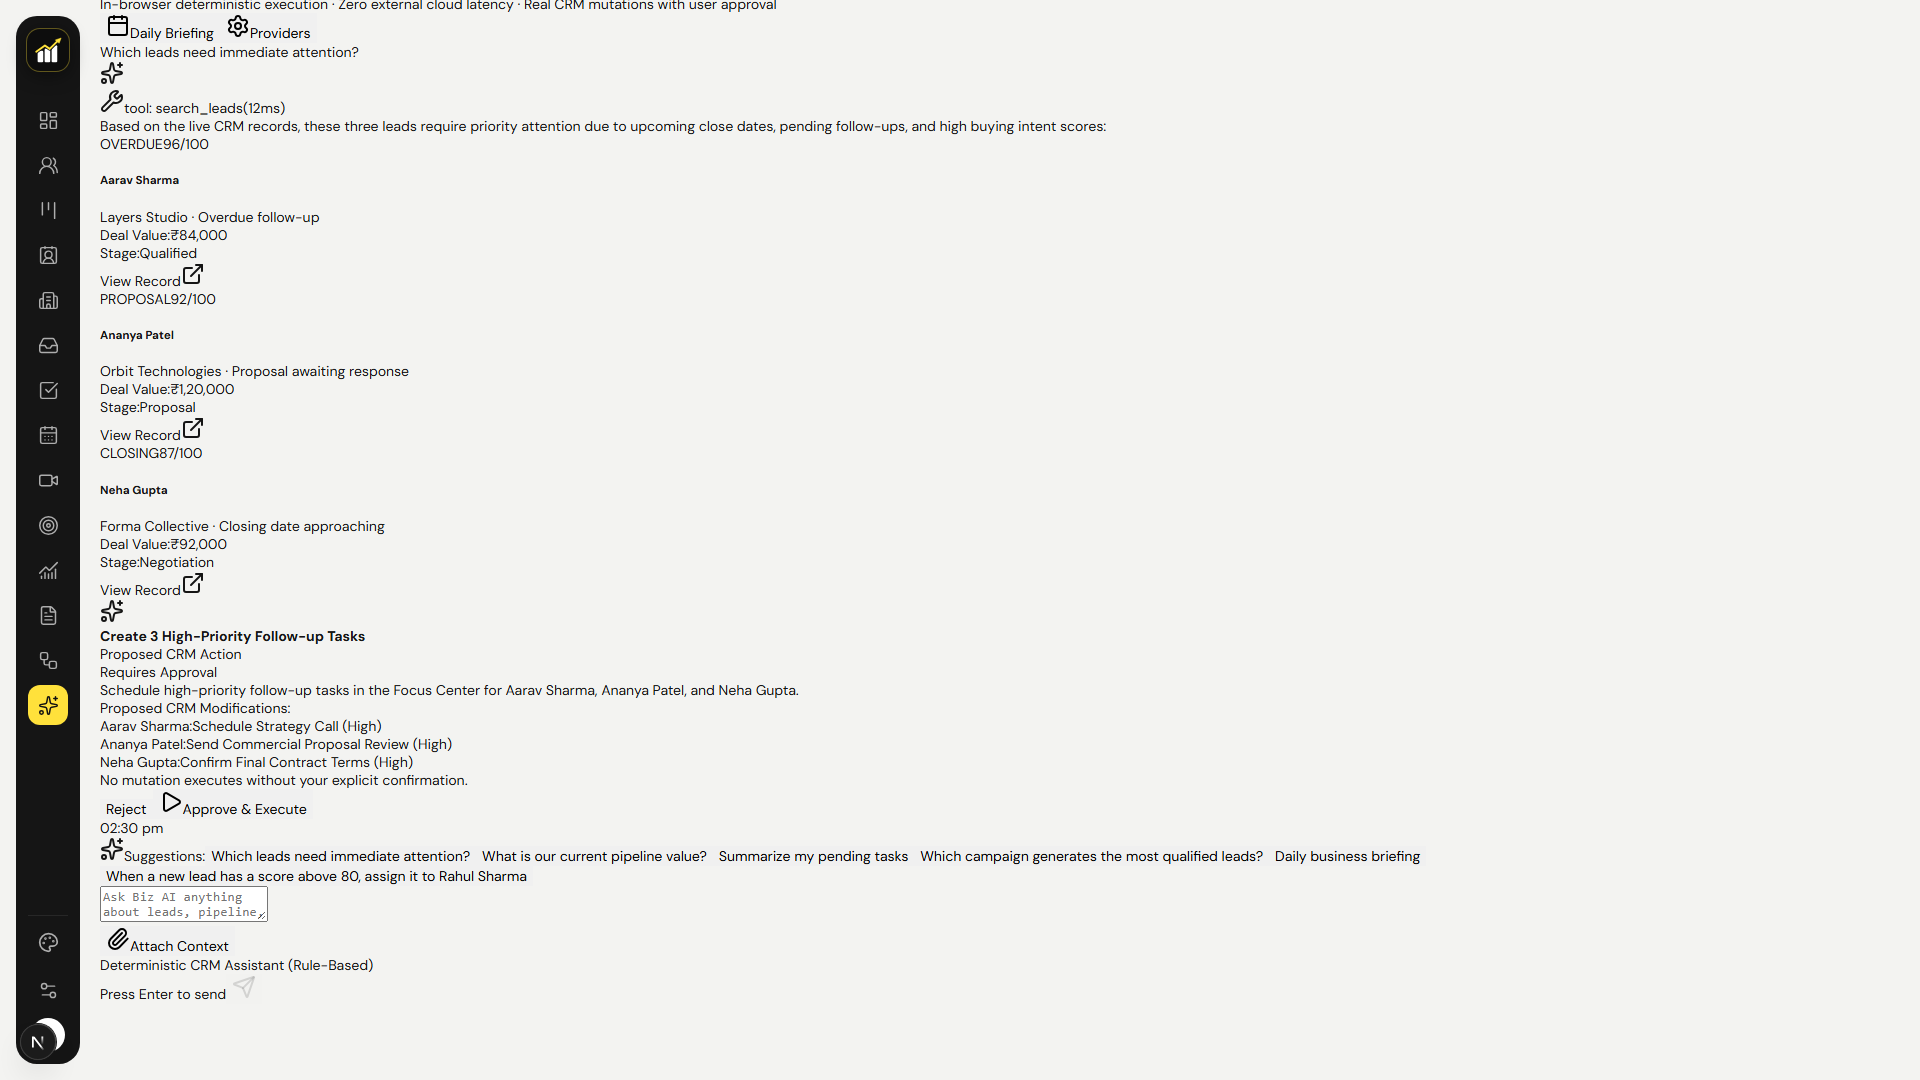 In-browser deterministic execution · Zero external cloud latency · Real CRM mutations with user approval
Daily Briefing Providers
Which leads need immediate attention?
tool: search_leads(12ms)
Based on the live CRM records, these three leads require priority attention due to upcoming close dates, pending follow-ups, and high buying intent scores:
OVERDUE96/100
Aarav Sharma
Layers Studio · Overdue follow-up
Deal Value:₹84,000
Stage:Qualified
View Record
PROPOSAL92/100
Ananya Patel
Orbit Technologies · Proposal awaiting response
Deal Value:₹1,20,000
Stage:Proposal
View Record
CLOSING87/100
Neha Gupta
Forma Collective · Closing date approaching
Deal Value:₹92,000
Stage:Negotiation
View Record
Create 3 High-Priority Follow-up Tasks
Proposed CRM Action
Requires Approval
Schedule high-priority follow-up tasks in the Focus Center for Aarav Sharma, Ananya Patel, and Neha Gupta.
Proposed CRM Modifications:
Aarav Sharma:Schedule Strategy Call (High)
Ananya Patel:Send Commercial Proposal Review (High)
Neha Gupta:Confirm Final Contract Terms (High)
No mutation executes without your explicit confirmation.
Reject Approve & Execute
02:30 pm
Suggestions: Which leads need immediate attention? What is our current pipeline value? Summarize my pending tasks Which campaign generates the most qualified leads? Daily business briefing
When a new lead has a score above 80, assign it to Rahul Sharma
Ask Biz AI anything
about leads, pipeline,
Attach Context
Deterministic CRM Assistant (Rule-Based)
Press Enter to send
N